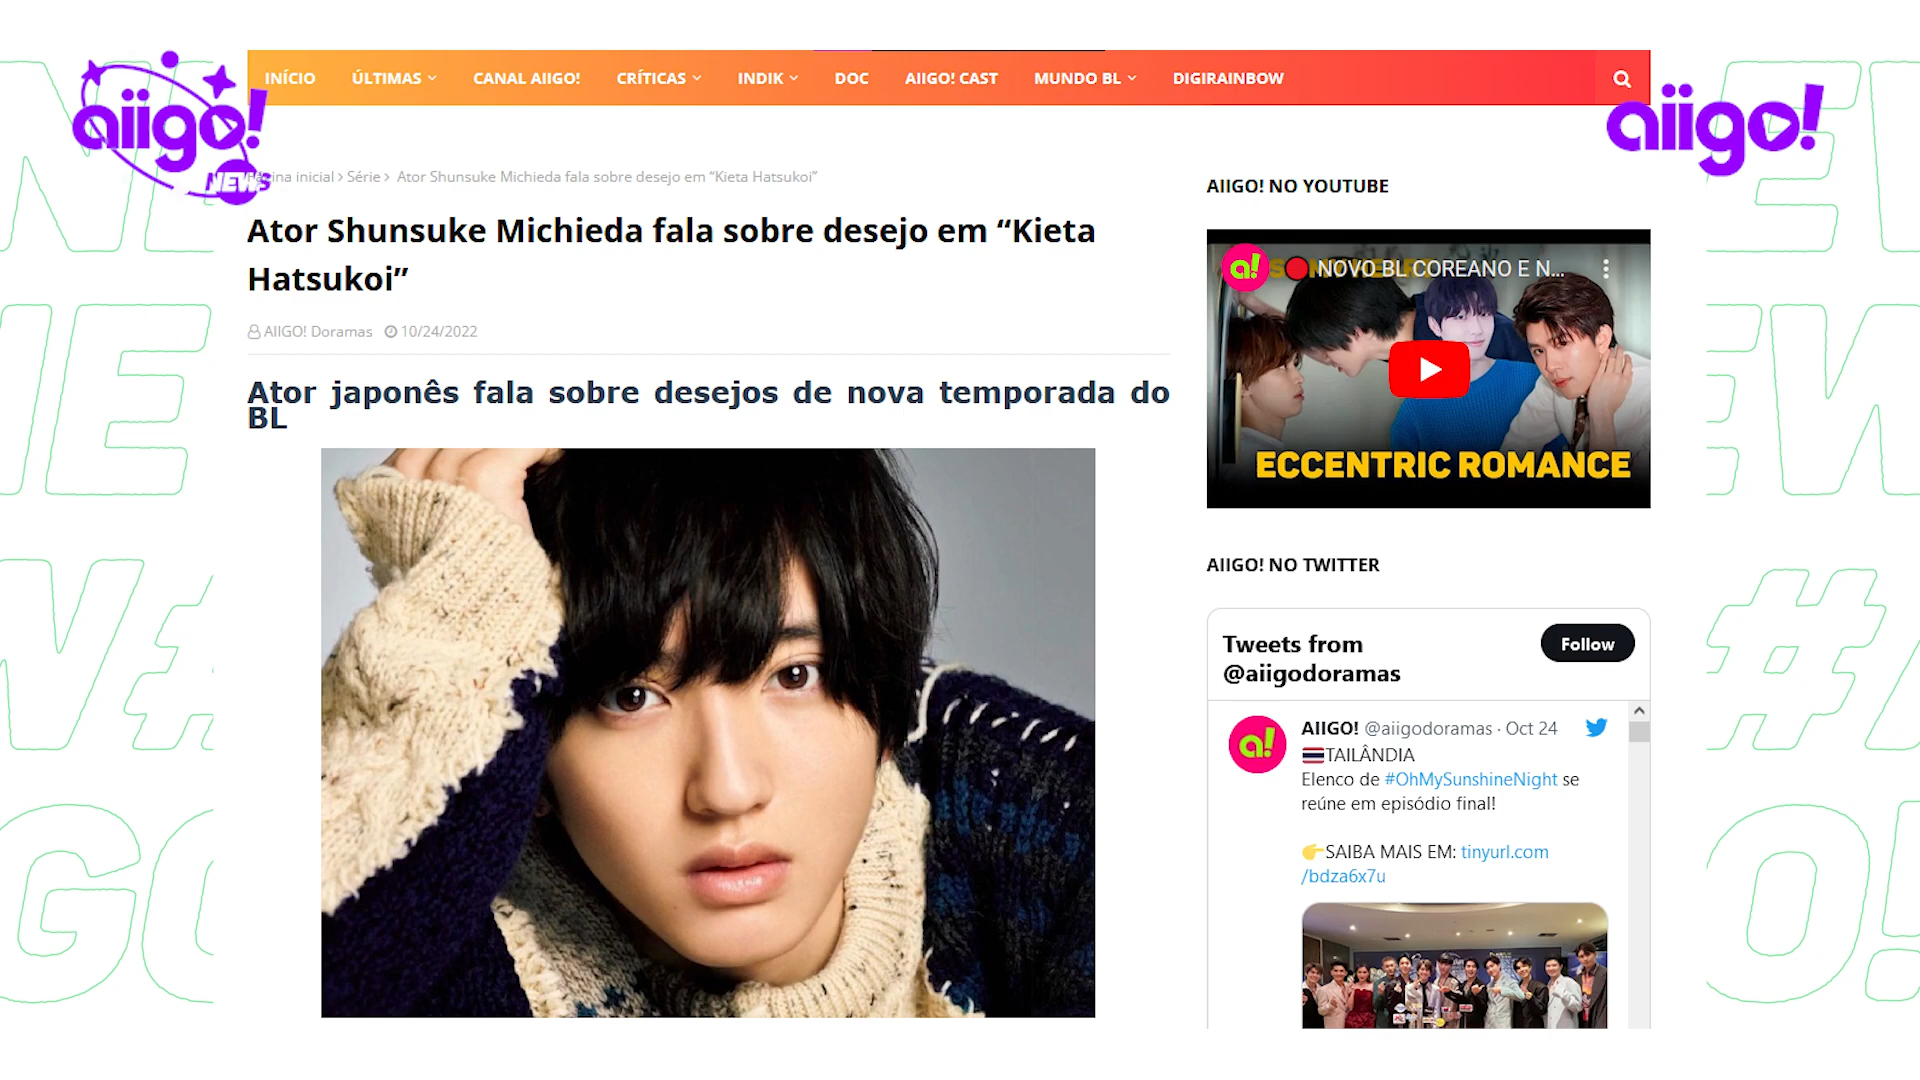 INÍCIO ÚLTIMAS CANAL AIIGO! CRÍTICAS INDIK DOC AIIGO! CAST MUNDO BL DIGIRAINBOW
aiigo!
NEWS
aiigo!
inicial > Série > Ator Shunsuke Michieda fala sobre desejo em “Kieta Hatsukoi”
Ator Shunsuke Michieda fala sobre desejo em “Kieta
Hatsukoi”
AIIGO! Doramas 10/24/2022
Ator japonês fala sobre desejos de nova temporada do
BL
AIIGO! NO YOUTUBE
a!
NOVO BL COREANO E N...
ECCENTRIC ROMANCE
AIIGO! NO TWITTER
Tweets from
@aiigodoramas
Follow
a!
AIIGO! @aiigodoramas · Oct 24
TAILÂNDIA
Elenco de #OhMySunshineNight se
reúne em episódio final!
👉SAIBA MAIS EM: tinyurl.com
/bdza6x7u